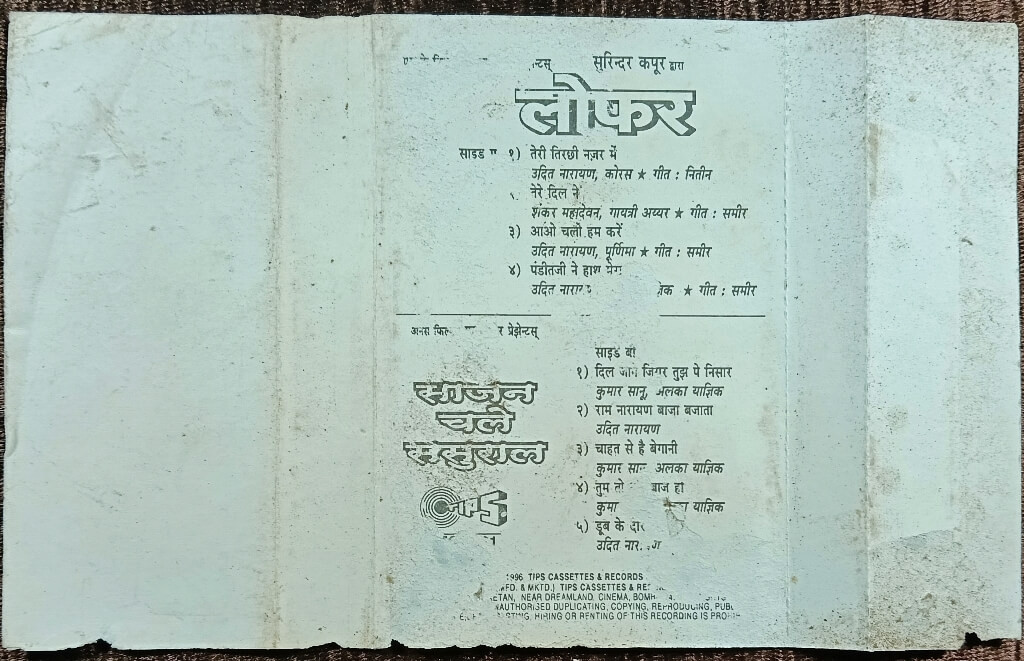 सुरिन्दर कपूर द्वारा
लोफर
साइड
१) तेरी तिरछी नज़र में
उदित नारायण, कोरस ★ गीत : नितीन
तेरे दिल ने
शंकर महादेवन, गायत्री अय्यर ★ गीत : समीर
३) आओ चलो हम करें
उदित नारायण, पूर्णिमा ★ गीत : समीर
४) पंडीतजी ने हाथ
उदित ★ गीत : समीर
प्रेझेन्टस्
साजन
चले
ससुराल
TIPS
साइड बी
१) दिल जान जिगर तुझ पे निसार
कुमार सानू, अलका याज्ञिक
२) राम नारायण बाजा बजाता
उदित नारायण
३) चाहत से है बेगानी
कुमार सानू अलका याज्ञिक
४) तुम तो बाज हो
याज्ञिक
५) डूब के
उदित
1996 TIPS CASSETTES & RECORDS
& MKTD.) TIPS CASSETTES &
NEAR DREAMLAND, CINEMA,
DUPLICATING, COPYING, REPRODUCING,
HIRING OR RENTING OF THIS RECORDING IS